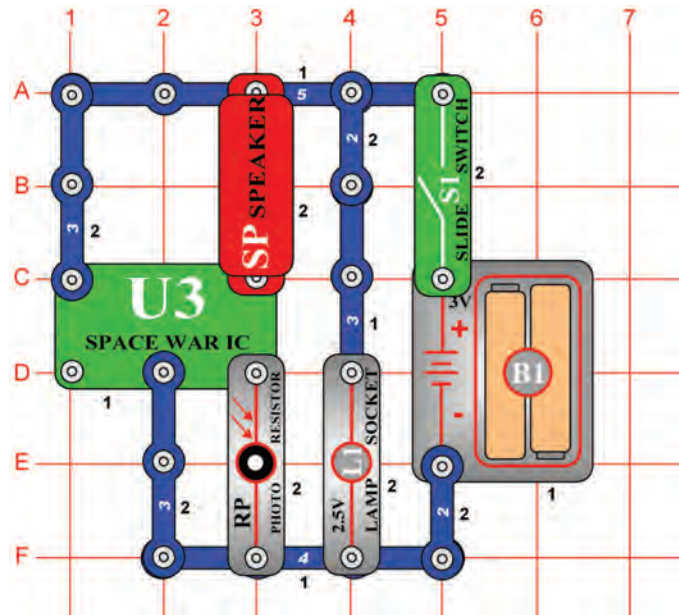 1 2 3 4 5 6 7
A
B
C
D
E
F
1
5
2
2
3
2
SP SPEAKER
2
S1
SLIDE SWITCH
2
U3
SPACE WAR IC
1
3
1
3V
+
-
B1
1
RP
PHOTO RESISTOR
2
L1
2.5V
LAMP SOCKET
2
3
2
4
1
2
2